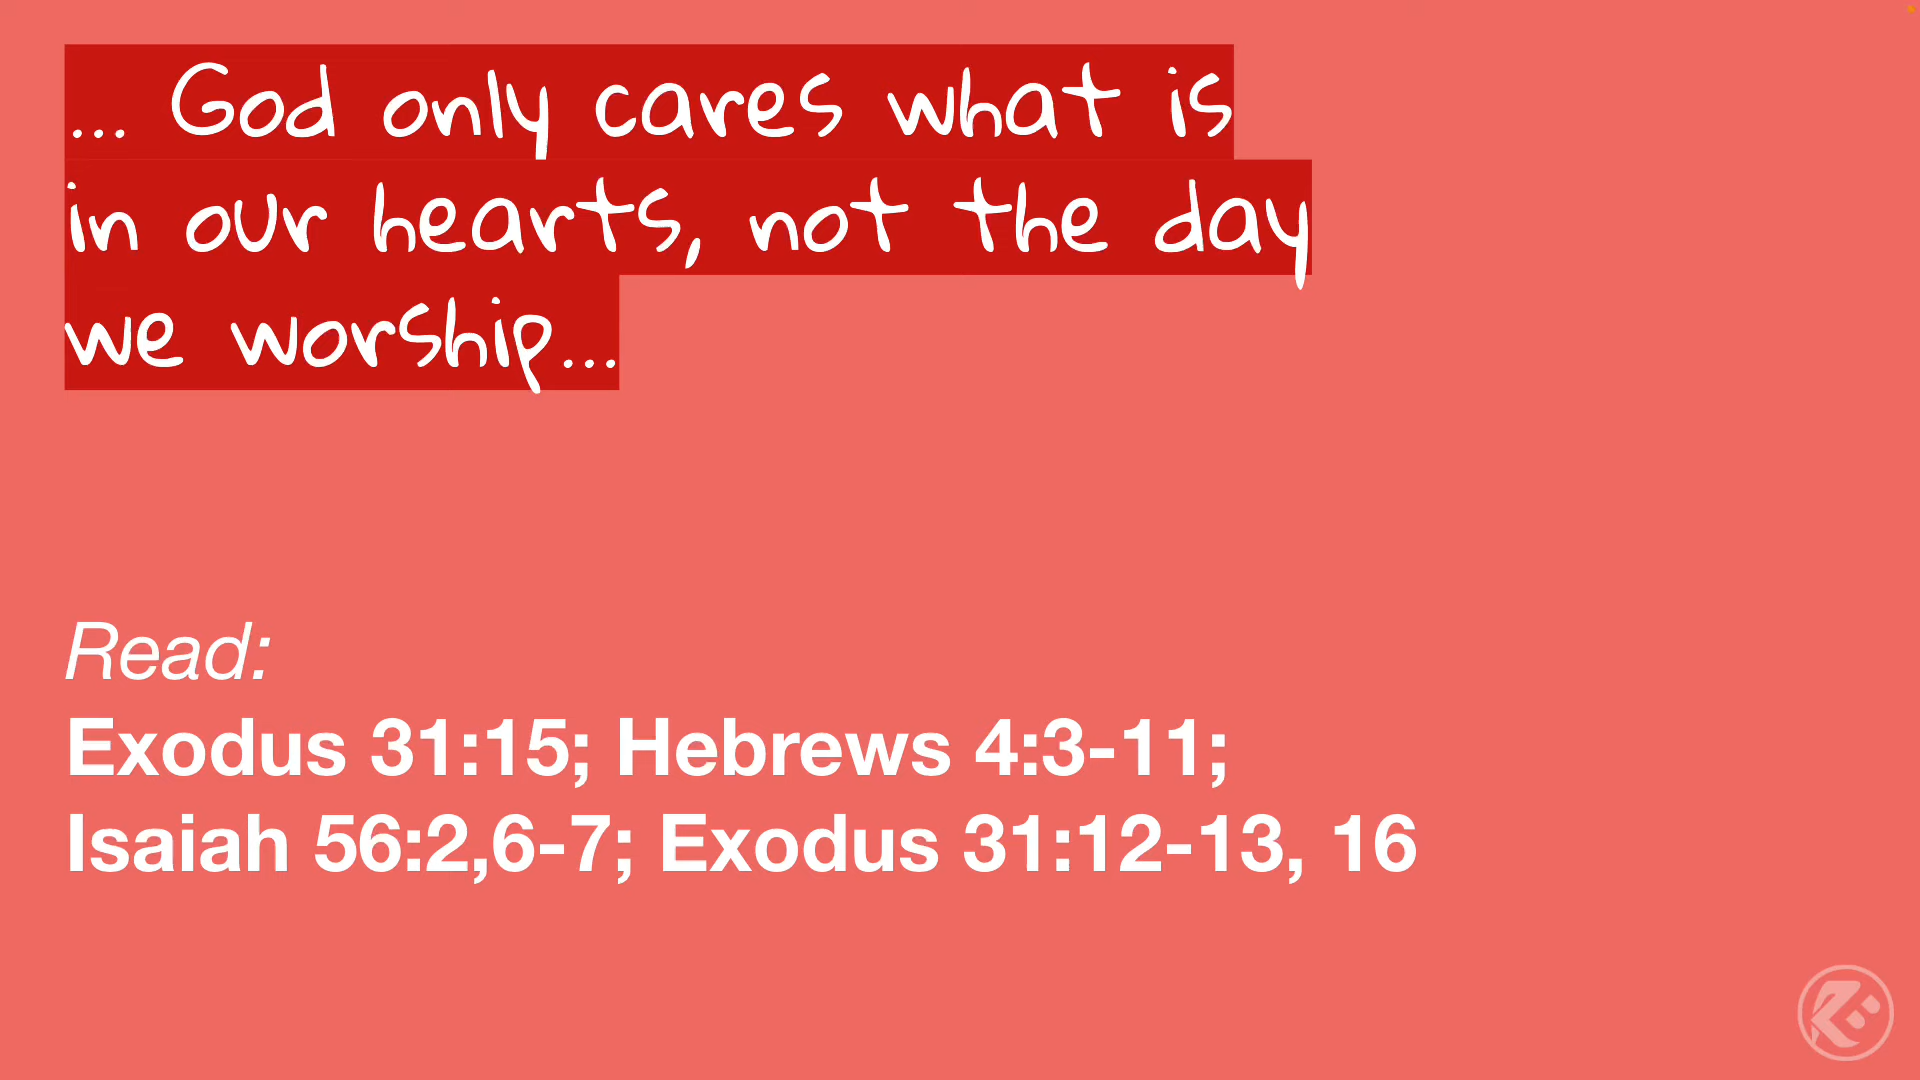 ... God only cares what is
in our hearts, not the day
we worship...
Read:
Exodus 31:15; Hebrews 4:3-11;
Isaiah 56:2,6-7; Exodus 31:12-13, 16